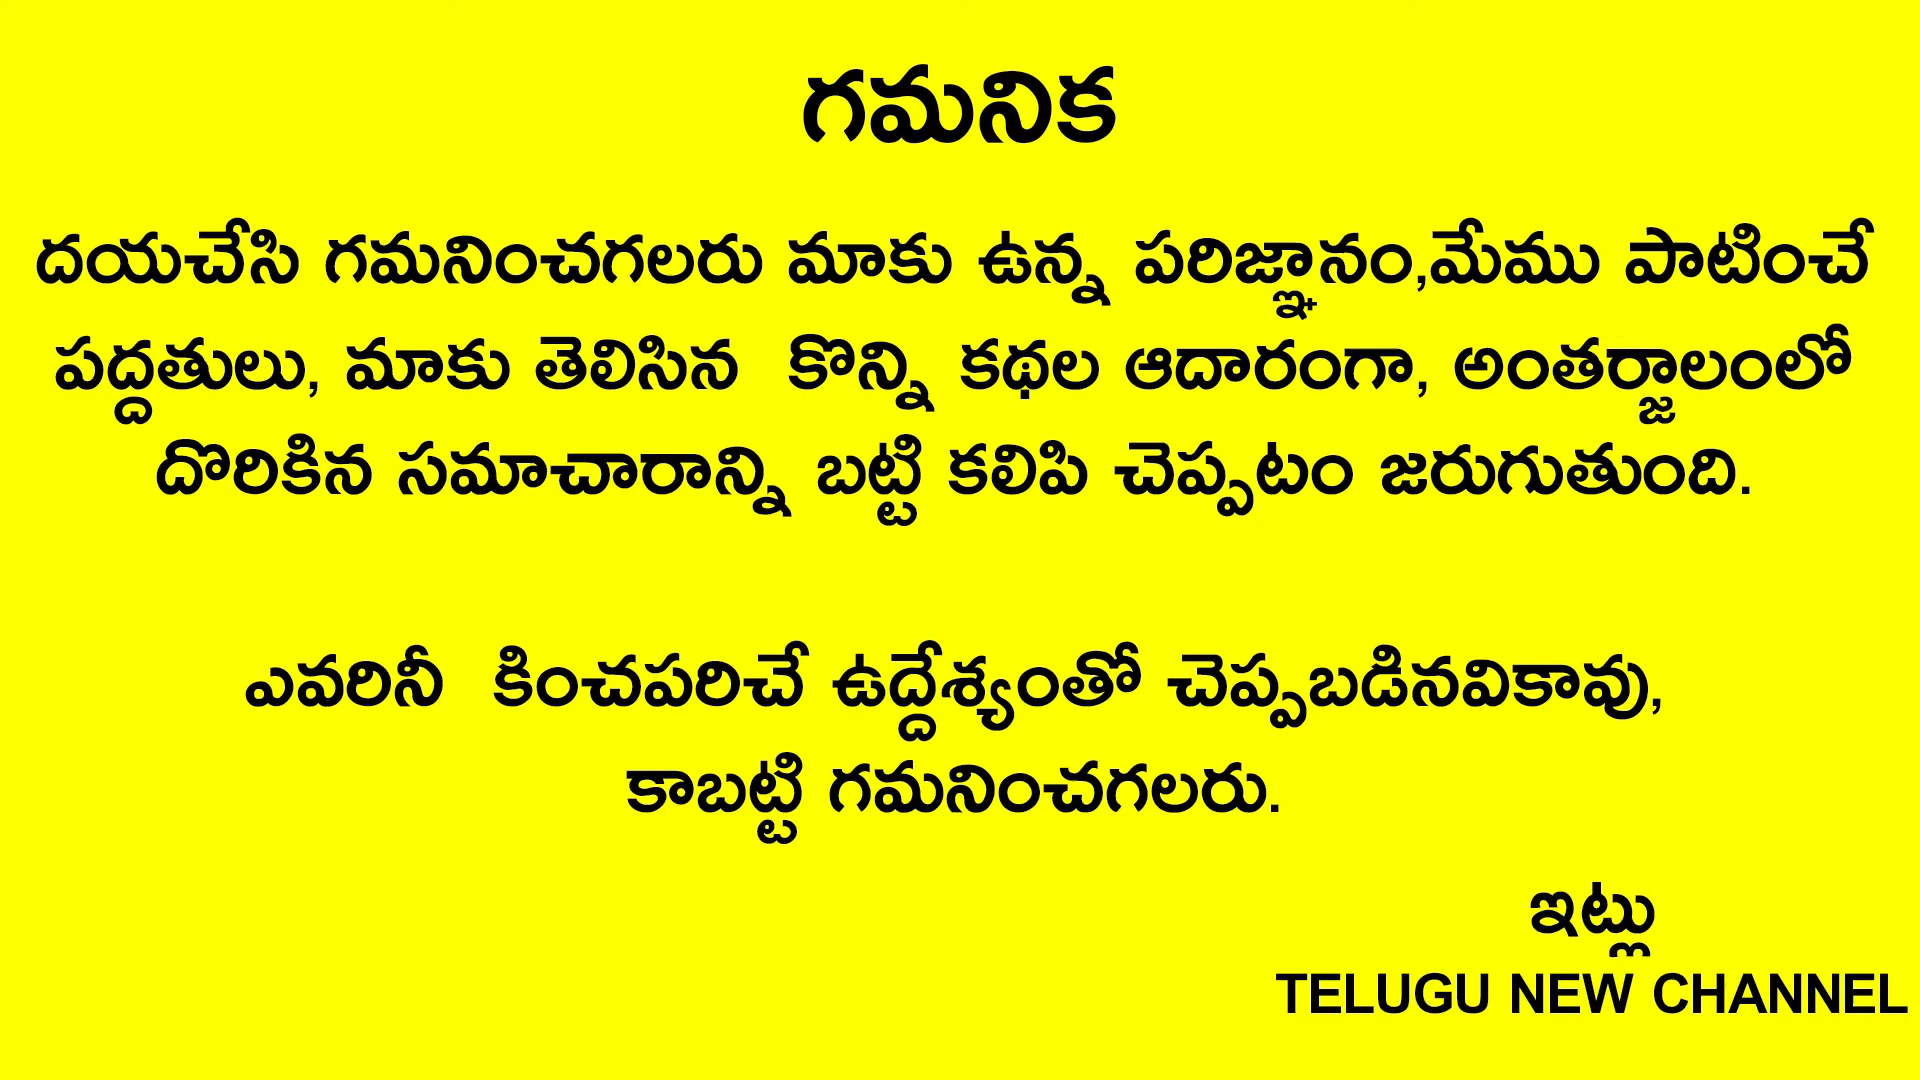 గమనిక
దయచేసి గమనించగలరు మాకు ఉన్న పరిజ్ఞానం,మేము పాటించే
పద్దతులు, మాకు తెలిసిన కొన్ని కథల ఆదారంగా, అంతర్జాలంలో
దొరికిన సమాచారాన్ని బట్టి కలిపి చెప్పటం జరుగుతుంది.
ఎవరినీ కించపరిచే ఉద్దేశ్యంతో చెప్పబడినవికావు,
కాబట్టి గమనించగలరు.
ఇట్లు
TELUGU NEW CHANNEL